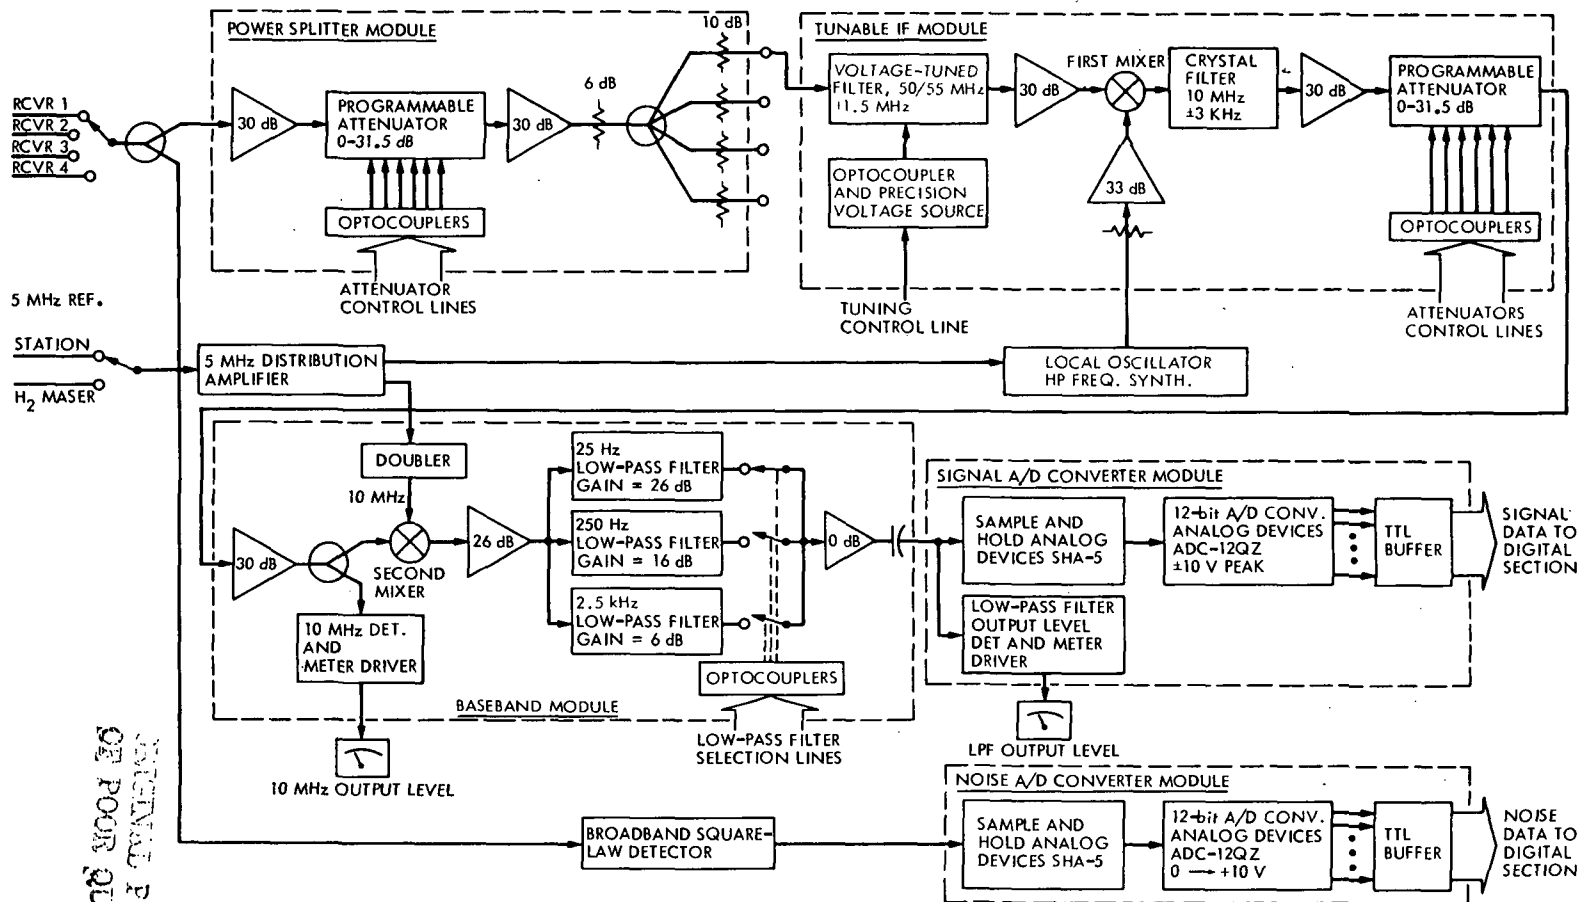 POWER SPLITTER MODULE
10 dB
6 dB
RCVR 1
RCVR 2
RCVR 3
RCVR 4
30 dB
PROGRAMMABLE
ATTENUATOR
0-31.5 dB
30 dB
OPTOCOUPLERS
ATTENUATOR
CONTROL LINES
TUNABLE IF MODULE
VOLTAGE-TUNED
FILTER, 50/55 MHz
±1.5 MHz
30 dB
FIRST MIXER
CRYSTAL
FILTER
10 MHz
±3 KHz
30 dB
PROGRAMMABLE
ATTENUATOR
0-31.5 dB
OPTOCOUPLER
AND PRECISION
VOLTAGE SOURCE
33 dB
OPTOCOUPLERS
TUNING
CONTROL LINE
ATTENUATORS
CONTROL LINES
5 MHz REF.
STATION
H2 MASER
5 MHz DISTRIBUTION
AMPLIFIER
LOCAL OSCILLATOR
HP FREQ. SYNTH.
DOUBLER
10 MHz
30 dB
SECOND
MIXER
26 dB
25 Hz
LOW-PASS FILTER
GAIN = 26 dB
250 Hz
LOW-PASS FILTER
GAIN = 16 dB
2.5 kHz
LOW-PASS FILTER
GAIN = 6 dB
0 dB
10 MHz DET.
AND
METER DRIVER
OPTOCOUPLERS
BASEBAND MODULE
10 MHz OUTPUT LEVEL
LOW-PASS FILTER
SELECTION LINES
SIGNAL A/D CONVERTER MODULE
SAMPLE AND
HOLD ANALOG
DEVICES SHA-5
12-bit A/D CONV.
ANALOG DEVICES
ADC-12QZ
±10 V PEAK
TTL
BUFFER
SIGNAL
DATA TO
DIGITAL
SECTION
LOW-PASS FILTER
OUTPUT LEVEL
DET AND METER
DRIVER
LPF OUTPUT LEVEL
NOISE A/D CONVERTER MODULE
BROADBAND SQUARE-
LAW DETECTOR
SAMPLE AND
HOLD ANALOG
DEVICES SHA-5
12-bit A/D CONV.
ANALOG DEVICES
ADC-12QZ
0 → +10 V
TTL
BUFFER
NOISE
DATA TO
DIGITAL
SECTION
OF POOR